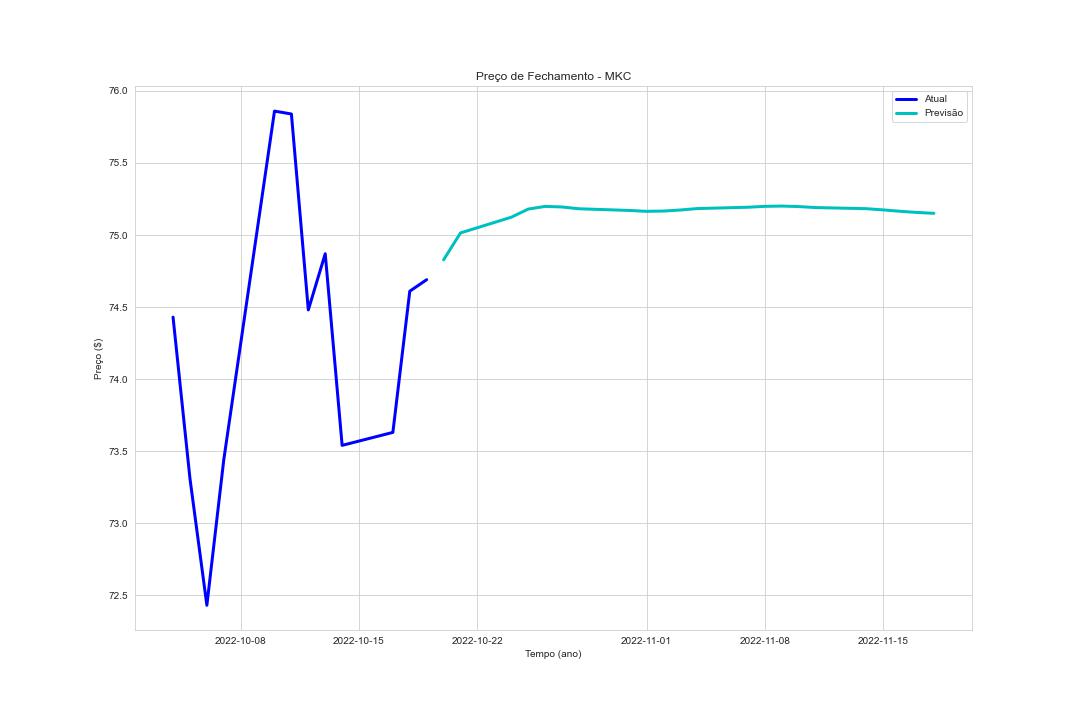 Preço de Fechamento - MKC
Atual
Previsão
76.0
75.5
75.0
74.5
74.0
73.5
73.0
72.5
Preço ($)
2022-10-08
2022-10-15
2022-10-22
2022-11-01
2022-11-08
2022-11-15
Tempo (ano)